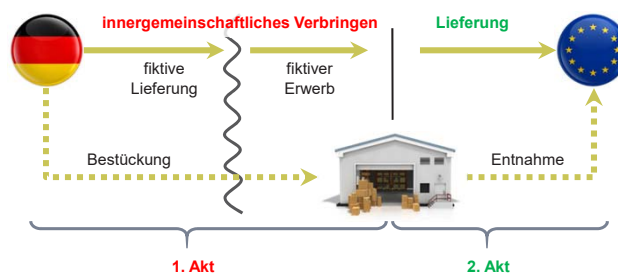 innergemeinschaftliches Verbringen
Lieferung
fiktive
Lieferung
fiktiver
Erwerb
Bestückung
Entnahme
1. Akt
2. Akt